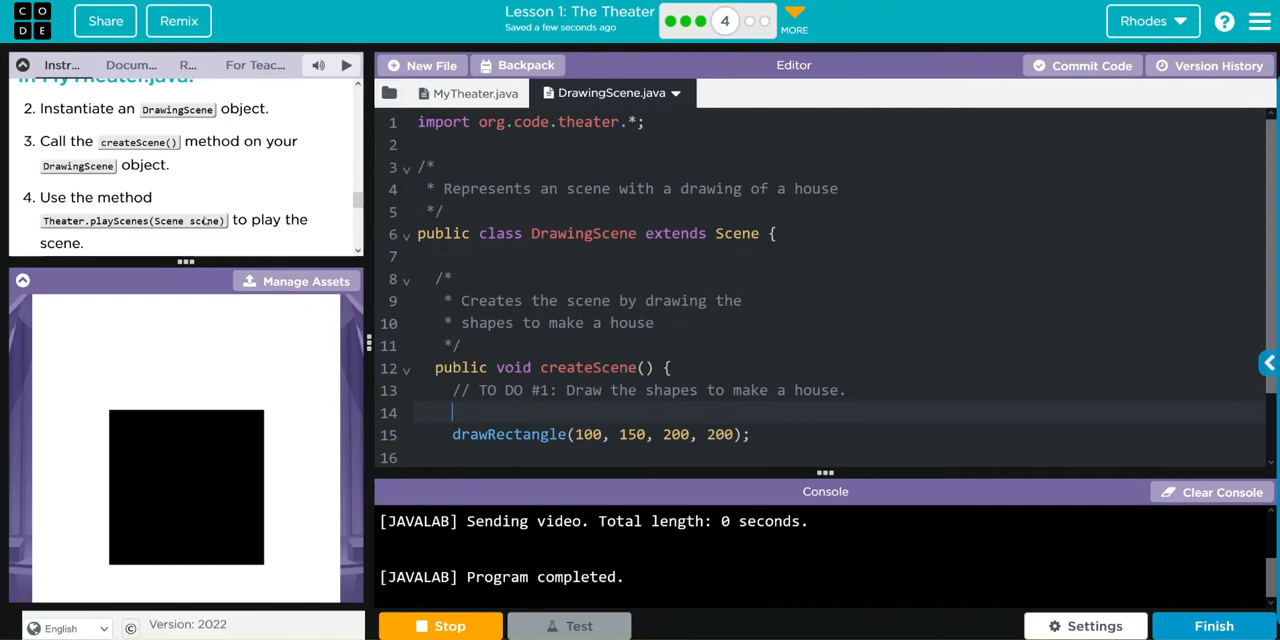 C O
D E
Share
Remix
Lesson 1: The Theater
Saved a few seconds ago
4
MORE
Rhodes
?
Instr...
Docum...
R...
For Teac...
in MyTheater.java:
2. Instantiate an DrawingScene object.
3. Call the createScene() method on your
DrawingScene object.
4. Use the method
Theater.playScenes(Scene scene) to play the
scene.
Manage Assets
English
©
Version: 2022
New File
Backpack
Editor
Commit Code
Version History
MyTheater.java
DrawingScene.java
1 import org.code.theater.*;
2
3 /*
4 * Represents an scene with a drawing of a house
5 */
6 public class DrawingScene extends Scene {
7
8 /*
9 * Creates the scene by drawing the
10 * shapes to make a house
11 */
12 public void createScene() {
13 // TO DO #1: Draw the shapes to make a house.
14
15 drawRectangle(100, 150, 200, 200);
16
Console
Clear Console
[JAVALAB] Sending video. Total length: 0 seconds.
[JAVALAB] Program completed.
Stop
Test
Settings
Finish